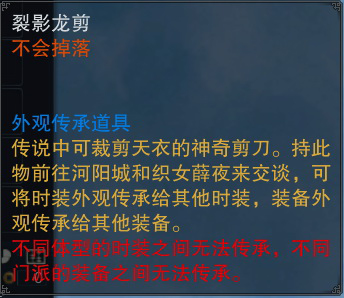 裂影龙剪
不会掉落
外观传承道具
传说中可裁剪天衣的神奇剪刀。持此
物前往河阳城和织女薛夜来交谈，可
将时装外观传承给其他时装，装备外
观传承给其他装备。
不同体型的时装之间无法传承，不同
门派的装备之间无法传承。